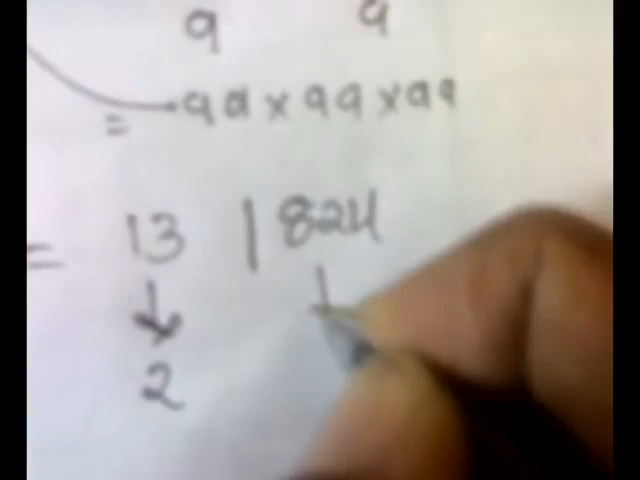 9 9
= 99 x 99 x 99
= 13 | 824
2